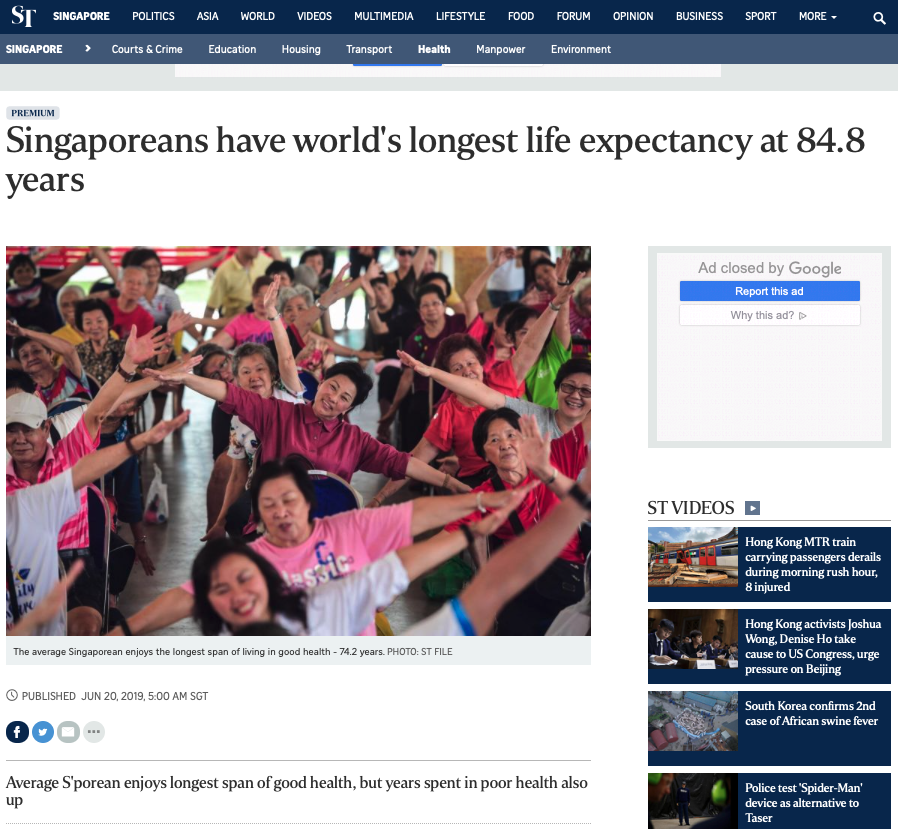 ST SINGAPORE POLITICS ASIA WORLD VIDEOS MULTIMEDIA LIFESTYLE FOOD FORUM OPINION BUSINESS SPORT MORE
SINGAPORE Courts & Crime Education Housing Transport Health Manpower Environment
PREMIUM
Singaporeans have world's longest life expectancy at 84.8
years
The average Singaporean enjoys the longest span of living in good health - 74.2 years. PHOTO: ST FILE
PUBLISHED JUN 20, 2019, 5:00 AM SGT
Average S'porean enjoys longest span of good health, but years spent in poor health also
up
Ad closed by Google
Report this ad
Why this ad?
ST VIDEOS
Hong Kong MTR train
carrying passengers derails
during morning rush hour,
8 injured
Hong Kong activists Joshua
Wong, Denise Ho take
cause to US Congress, urge
pressure on Beijing
South Korea confirms 2nd
case of African swine fever
Police test 'Spider-Man'
device as alternative to
Taser